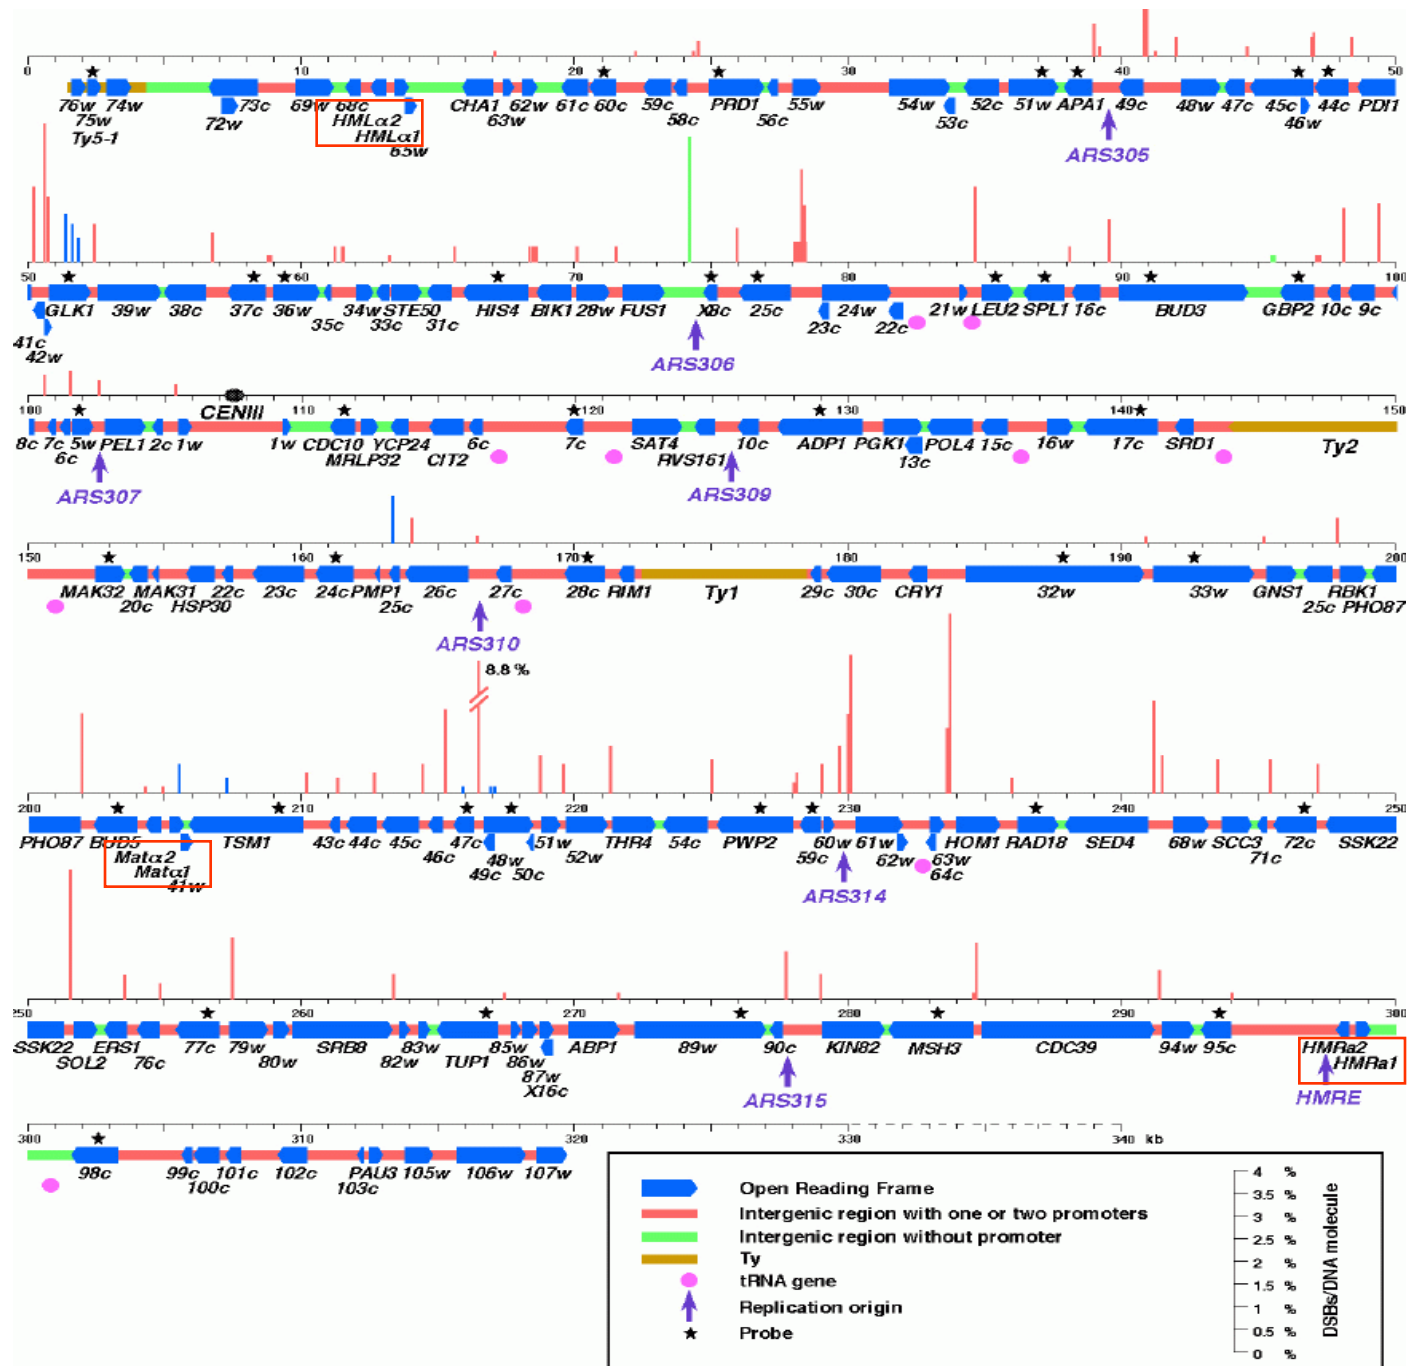 0 10 20 30 40 50
76w 74w 73c 69w 68c CHA1 62w 61c 60c 59c PRD1 55w 54w 52c 51w APA1 49c 48w 47c 45c 44c PDI1
75w 72w HMLα2 63w 58c 56c 53c 46w
Ty5-1 HMLα1
65w
ARS305
50 60 70 80 90 100
GLK1 39w 38c 37c 36w 34w STE50 HIS4 BIK1 28w FUS1 X8c 25c 24w 21w LEU2 SPL1 16c BUD3 GBP2 10c 9c
41c 35c 33c 31c 23c 22c
42w
ARS306
100 CENIII 110 120 130 140 150
8c 7c 5w PEL1 2c 1w 1w CDC10 YCP24 6c 7c SAT4 10c ADP1 PGK1 POL4 15c 16w 17c SRD1 Ty2
6c MRLP32 CIT2 RVS161 13c
ARS307 ARS309
150 160 170 180 190 200
MAK32 MAK31 22c 23c 24c PMP1 26c 27c 28c RIM1 Ty1 29c 30c CRY1 32w 33w GNS1 RBK1
20c HSP30 25c 25c PHO87
ARS310
8.8 %
200 210 220 230 240 250
PHO87 BUD5 TSM1 43c 44c 45c 47c 51w THR4 54c PWP2 60w 61w HOM1 RAD18 SED4 68w SCC3 72c SSK22
Matα2 46c 48w 52w 59c 62w 63w 71c
Matα1 49c 50c 64c
41w
ARS314
250 260 270 280 290 300
SSK22 ERS1 77c 79w SRB8 83w 85w ABP1 89w 90c KIN82 MSH3 CDC39 94w 95c HMRa2
SOL2 76c 80w 82w TUP1 86w HMRa1
87w
X16c
ARS315 HMRE
300 310 320 330 340 kb
98c 99c 101c 102c PAU3 105w 106w 107w
100c 103c
Open Reading Frame
Intergenic region with one or two promoters
Intergenic region without promoter
Ty
tRNA gene
Replication origin
Probe
4 %
3.5 %
3 %
2.5 %
2 %
1.5 %
1 %
0.5 %
0 %
DSBs/DNA molecule